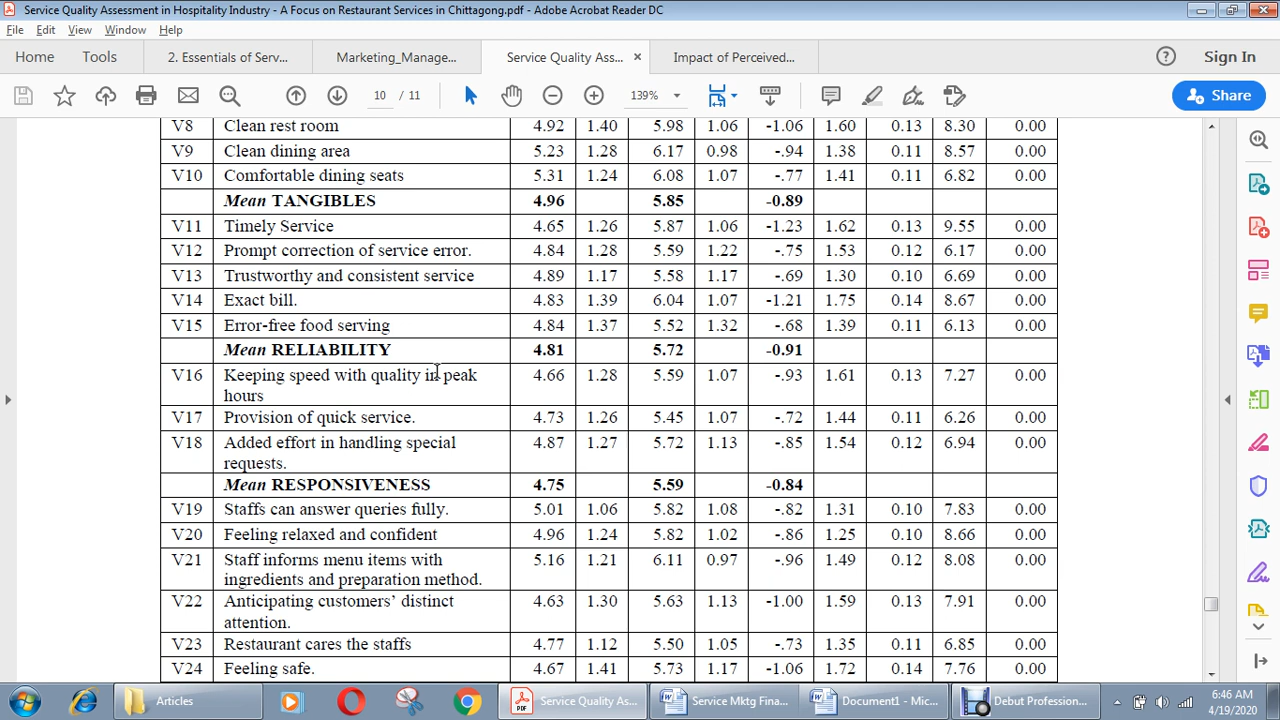 Service Quality Assessment in Hospitality Industry - A Focus on Restaurant Services in Chittagong.pdf - Adobe Acrobat Reader DC
File Edit View Window Help
Home Tools 2. Essentials of Serv... Marketing_Manage... Service Quality Ass... × Impact of Perceived... ? Sign In
10 / 11 139% Share
V8 Clean rest room 4.92 1.40 5.98 1.06 -1.06 1.60 0.13 8.30 0.00
V9 Clean dining area 5.23 1.28 6.17 0.98 -.94 1.38 0.11 8.57 0.00
V10 Comfortable dining seats 5.31 1.24 6.08 1.07 -.77 1.41 0.11 6.82 0.00
Mean TANGIBLES 4.96 5.85 -0.89
V11 Timely Service 4.65 1.26 5.87 1.06 -1.23 1.62 0.13 9.55 0.00
V12 Prompt correction of service error. 4.84 1.28 5.59 1.22 -.75 1.53 0.12 6.17 0.00
V13 Trustworthy and consistent service 4.89 1.17 5.58 1.17 -.69 1.30 0.10 6.69 0.00
V14 Exact bill. 4.83 1.39 6.04 1.07 -1.21 1.75 0.14 8.67 0.00
V15 Error-free food serving 4.84 1.37 5.52 1.32 -.68 1.39 0.11 6.13 0.00
Mean RELIABILITY 4.81 5.72 -0.91
V16 Keeping speed with quality in peak 4.66 1.28 5.59 1.07 -.93 1.61 0.13 7.27 0.00
hours
V17 Provision of quick service. 4.73 1.26 5.45 1.07 -.72 1.44 0.11 6.26 0.00
V18 Added effort in handling special 4.87 1.27 5.72 1.13 -.85 1.54 0.12 6.94 0.00
requests.
Mean RESPONSIVENESS 4.75 5.59 -0.84
V19 Staffs can answer queries fully. 5.01 1.06 5.82 1.08 -.82 1.31 0.10 7.83 0.00
V20 Feeling relaxed and confident 4.96 1.24 5.82 1.02 -.86 1.25 0.10 8.66 0.00
V21 Staff informs menu items with 5.16 1.21 6.11 0.97 -.96 1.49 0.12 8.08 0.00
ingredients and preparation method.
V22 Anticipating customers’ distinct 4.63 1.30 5.63 1.13 -1.00 1.59 0.13 7.91 0.00
attention.
V23 Restaurant cares the staffs 4.77 1.12 5.50 1.05 -.73 1.35 0.11 6.85 0.00
V24 Feeling safe. 4.67 1.41 5.73 1.17 -1.06 1.72 0.14 7.76 0.00
Articles Service Quality As... Service Mktg Fina... Document1 - Mic... Debut Profession... 6:46 AM
4/19/2020